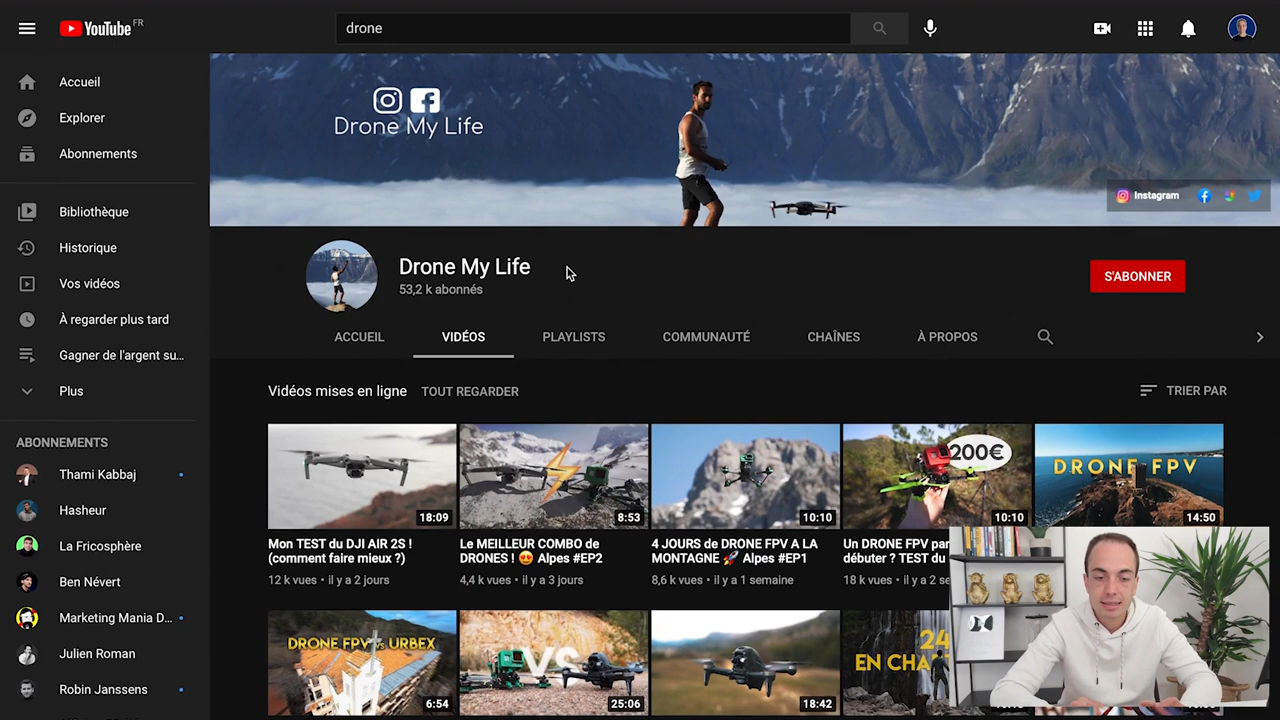 YouTube FR
drone
Accueil
Explorer
Abonnements
Bibliothèque
Historique
Vos vidéos
À regarder plus tard
Gagner de l'argent su...
Plus
ABONNEMENTS
Thami Kabbaj
Hasheur
La Fricosphère
Ben Névert
Marketing Mania D...
Julien Roman
Robin Janssens
Drone My Life
Instagram
Drone My Life
53,2 k abonnés
S'ABONNER
ACCUEIL
VIDÉOS
PLAYLISTS
COMMUNAUTÉ
CHAÎNES
À PROPOS
Vidéos mises en ligne
TOUT REGARDER
TRIER PAR
18:09
Mon TEST du DJI AIR 2S !
(comment faire mieux ?)
12 k vues • il y a 2 jours
8:53
Le MEILLEUR COMBO de
DRONES ! 😍 Alpes #EP2
4,4 k vues • il y a 3 jours
10:10
4 JOURS de DRONE FPV A LA
MONTAGNE 🚀 Alpes #EP1
8,6 k vues • il y a 1 semaine
200€
10:10
Un DRONE FPV par
débuter ? TEST du
18 k vues • il y a 2 se
DRONE FPV
14:50
DRONE FPV vs URBEX
6:54
VS
25:06
18:42
24
EN CHA